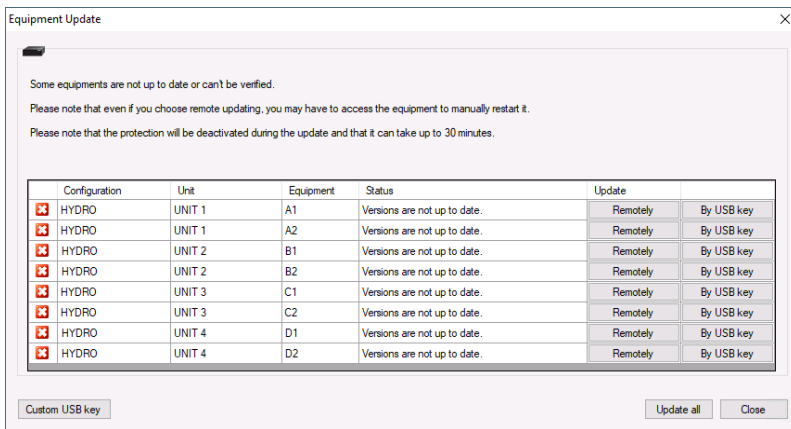 Equipment Update
Some equipments are not up to date or can't be verified.
Please note that even if you choose remote updating, you may have to access the equipment to manually restart it.
Please note that the protection will be deactivated during the update and that it can take up to 30 minutes.
Configuration Unit Equipment Status Update
HYDRO UNIT 1 A1 Versions are not up to date. Remotely By USB key
HYDRO UNIT 1 A2 Versions are not up to date. Remotely By USB key
HYDRO UNIT 2 B1 Versions are not up to date. Remotely By USB key
HYDRO UNIT 2 B2 Versions are not up to date. Remotely By USB key
HYDRO UNIT 3 C1 Versions are not up to date. Remotely By USB key
HYDRO UNIT 3 C2 Versions are not up to date. Remotely By USB key
HYDRO UNIT 4 D1 Versions are not up to date. Remotely By USB key
HYDRO UNIT 4 D2 Versions are not up to date. Remotely By USB key
Custom USB key Update all Close